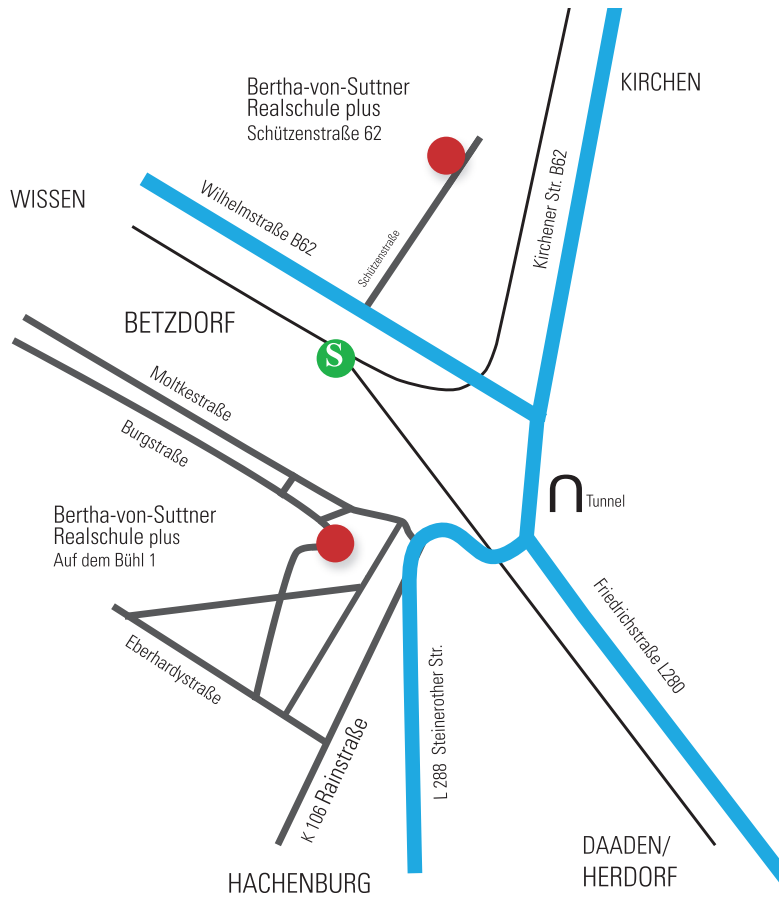 KIRCHEN
Bertha-von-Suttner
Realschule plus
Schützenstraße 62
WISSEN
Wilhelmstraße B62
Kirchener Str. B62
Schützenstraße
BETZDORF
S
Moltkestraße
Burgstraße
Tunnel
Bertha-von-Suttner
Realschule plus
Auf dem Bühl 1
Friedrichstraße L280
Eberhardystraße
L 288 Steinerother Str.
K 106 Rainstraße
DAADEN/
HERDORF
HACHENBURG